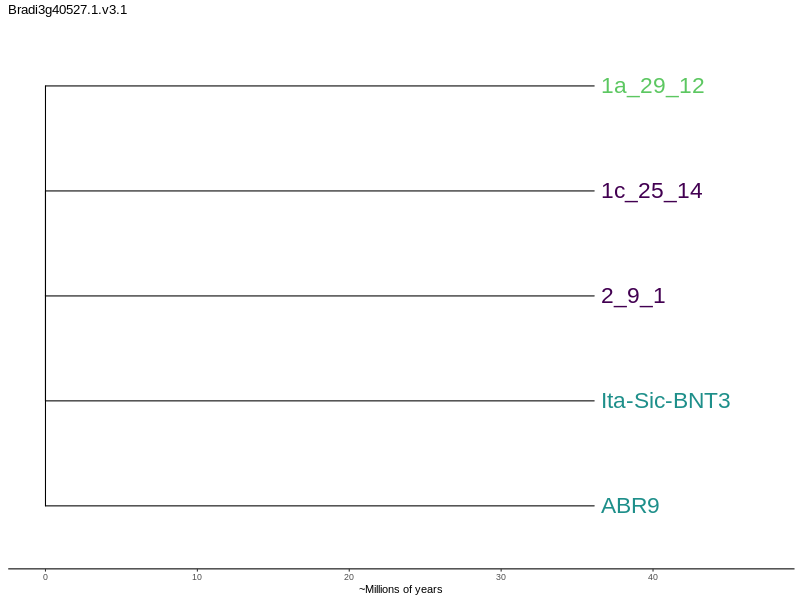 Bradi3g40527.1.v3.1
1a_29_12
1c_25_14
2_9_1
Ita-Sic-BNT3
ABR9
0 10 20 30 40
~Millions of years